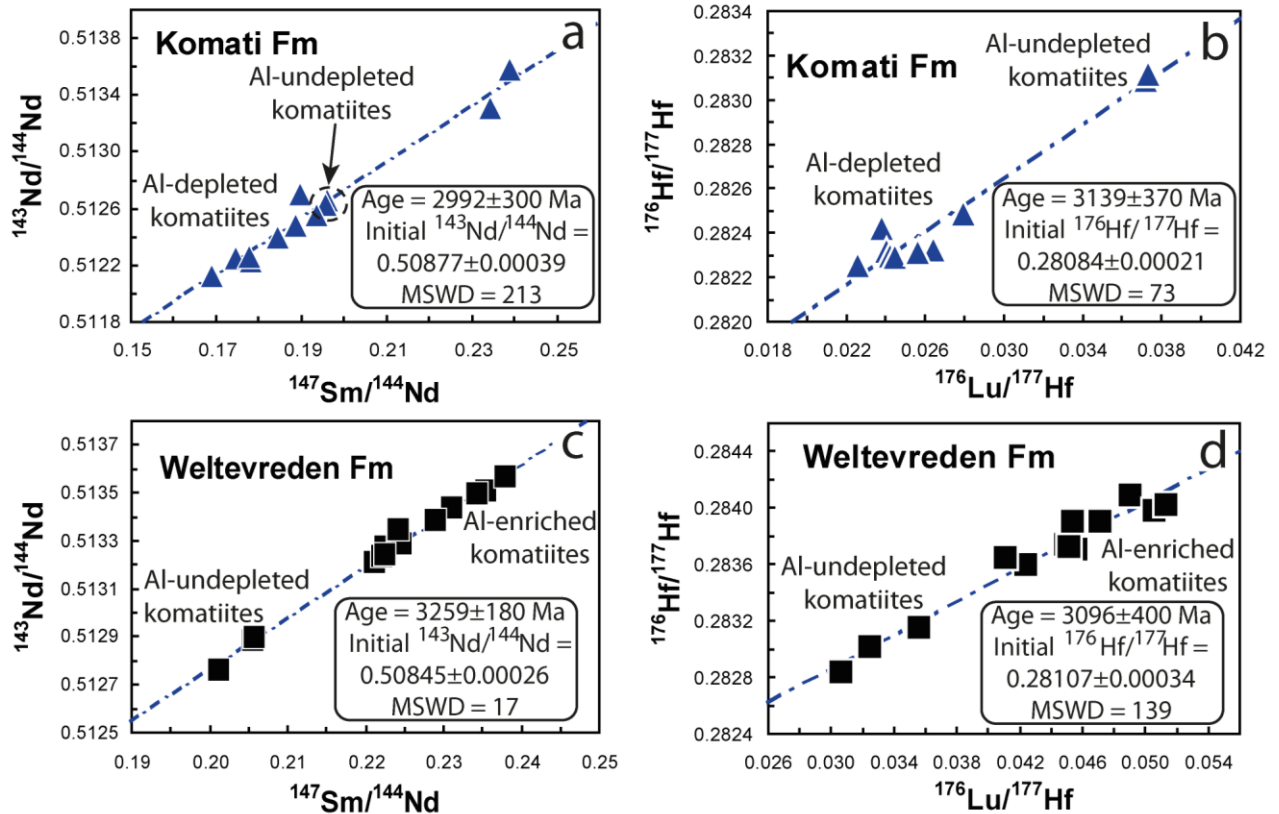 Komati Fm
a
Al-undepleted
komatiites
Al-depleted
komatiites
Age = 2992±300 Ma
Initial ¹⁴³Nd/¹⁴⁴Nd =
0.50877±0.00039
MSWD = 213
¹⁴³Nd/¹⁴⁴Nd
0.5138
0.5134
0.5130
0.5126
0.5122
0.5118
0.15 0.17 0.19 0.21 0.23 0.25
¹⁴⁷Sm/¹⁴⁴Nd
Komati Fm
b
Al-undepleted
komatiites
Al-depleted
komatiites
Age = 3139±370 Ma
Initial ¹⁷⁶Hf/¹⁷⁷Hf =
0.28084±0.00021
MSWD = 73
¹⁷⁶Hf/¹⁷⁷Hf
0.2834
0.2832
0.2830
0.2828
0.2826
0.2824
0.2822
0.2820
0.018 0.022 0.026 0.030 0.034 0.038 0.042
¹⁷⁶Lu/¹⁷⁷Hf
Weltevreden Fm
c
Al-undepleted
komatiites
Al-enriched
komatiites
Age = 3259±180 Ma
Initial ¹⁴³Nd/¹⁴⁴Nd =
0.50845±0.00026
MSWD = 17
¹⁴³Nd/¹⁴⁴Nd
0.5137
0.5135
0.5133
0.5131
0.5129
0.5127
0.5125
0.19 0.20 0.21 0.22 0.23 0.24 0.25
¹⁴⁷Sm/¹⁴⁴Nd
Weltevreden Fm
d
Al-undepleted
komatiites
Al-enriched
komatiites
Age = 3096±400 Ma
Initial ¹⁷⁶Hf/¹⁷⁷Hf =
0.28107±0.00034
MSWD = 139
¹⁷⁶Hf/¹⁷⁷Hf
0.2844
0.2840
0.2836
0.2832
0.2828
0.2824
0.026 0.030 0.034 0.038 0.042 0.046 0.050 0.054
¹⁷⁶Lu/¹⁷⁷Hf